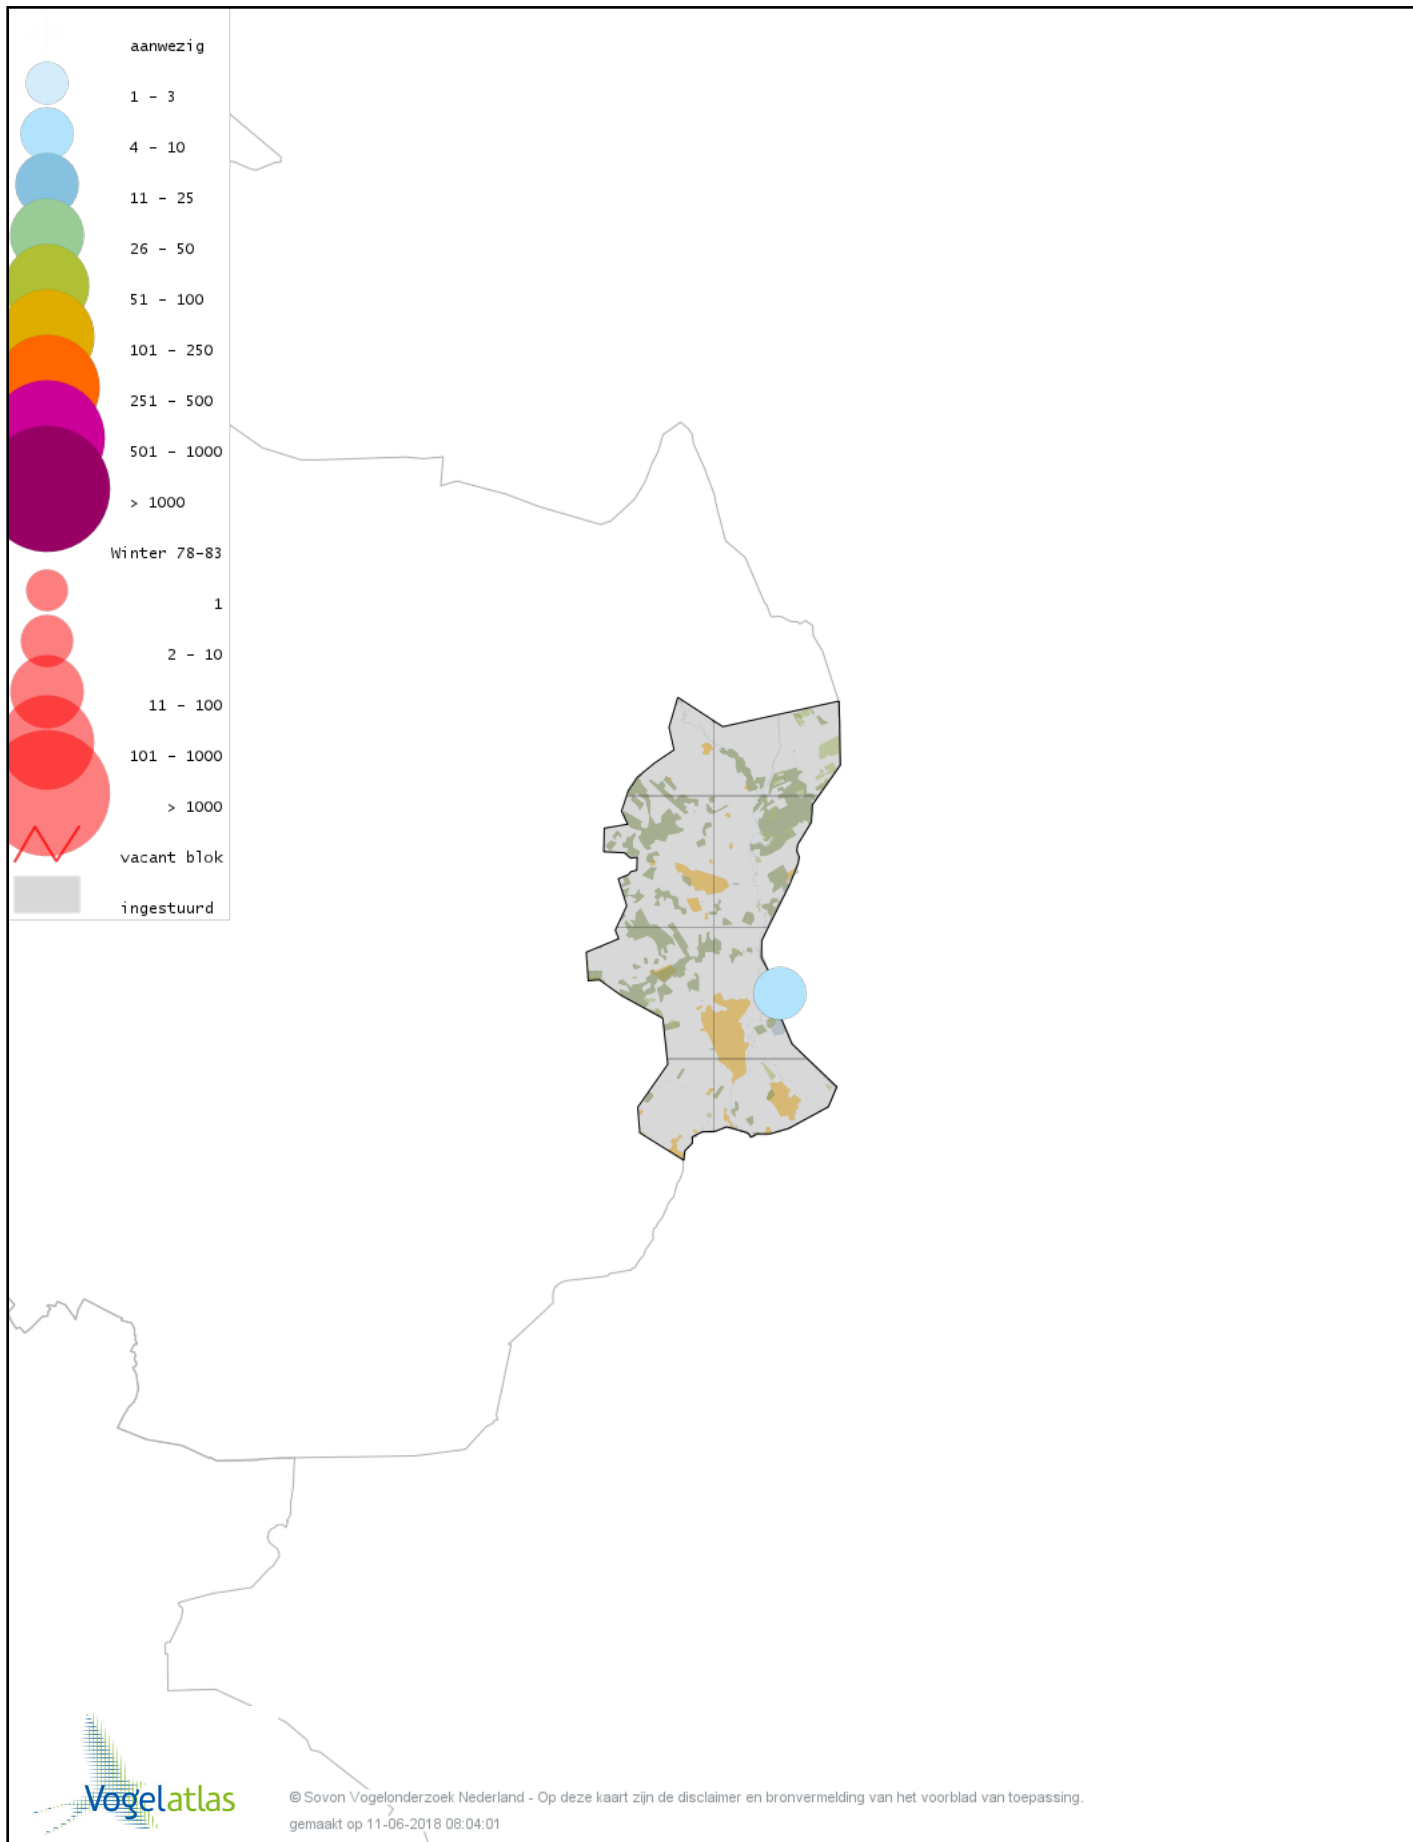 aanwezig
1 - 3
4 - 10
11 - 25
26 - 50
51 - 100
101 - 250
251 - 500
501 - 1000
> 1000
Winter 78-83
1
2 - 10
11 - 100
101 - 1000
> 1000
vacant blok
ingestuurd
Vogelatlas
© Sovon Vogelonderzoek Nederland - Op deze kaart zijn de disclaimer en bronvermelding van het voorblad van toepassing.
gemaakt op 11-06-2018 08:04:01